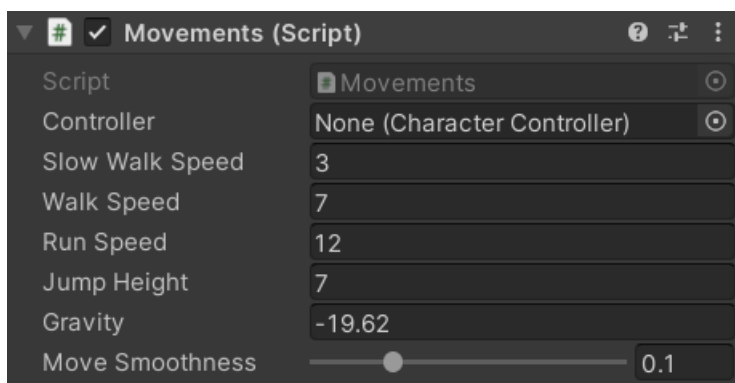 Movements (Script)
Script Movements
Controller None (Character Controller)
Slow Walk Speed 3
Walk Speed 7
Run Speed 12
Jump Height 7
Gravity -19.62
Move Smoothness 0.1